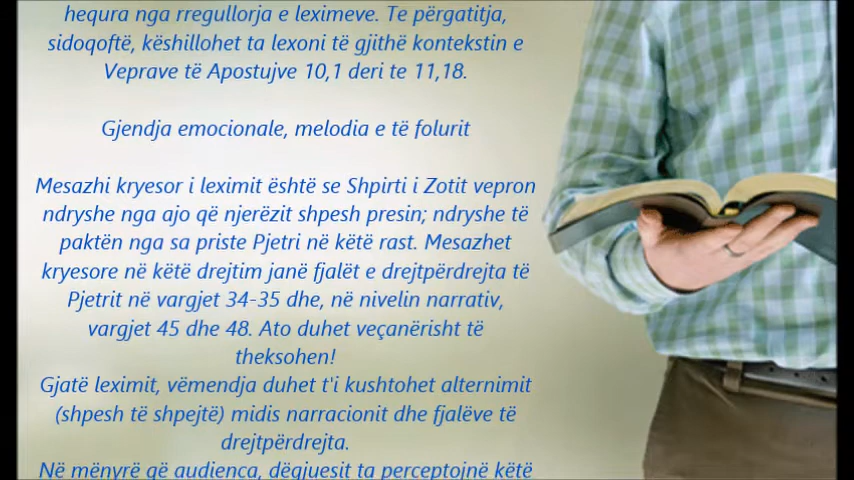 hequra nga rregullorja e leximeve. Te përgatitja,
sidoqoftë, këshillohet ta lexoni të gjithë kontekstin e
Veprave të Apostujve 10,1 deri te 11,18.
Gjendja emocionale, melodia e të folurit
Mesazhi kryesor i leximit është se Shpirti i Zotit vepron
ndryshe nga ajo që njerëzit shpesh presin; ndryshe të
paktën nga sa priste Pjetri në këtë rast. Mesazhet
kryesore në këtë drejtim janë fjalët e drejtpërdrejta të
Pjetrit në vargjet 34-35 dhe, në nivelin narrativ,
vargjet 45 dhe 48. Ato duhet veçanërisht të
theksohen!
Gjatë leximit, vëmendja duhet t'i kushtohet alternimit
(shpesh të shpejtë) midis narracionit dhe fjalëve të
drejtpërdrejta.
Në mënyrë që audienca, dëgjuesit ta perceptojnë këtë